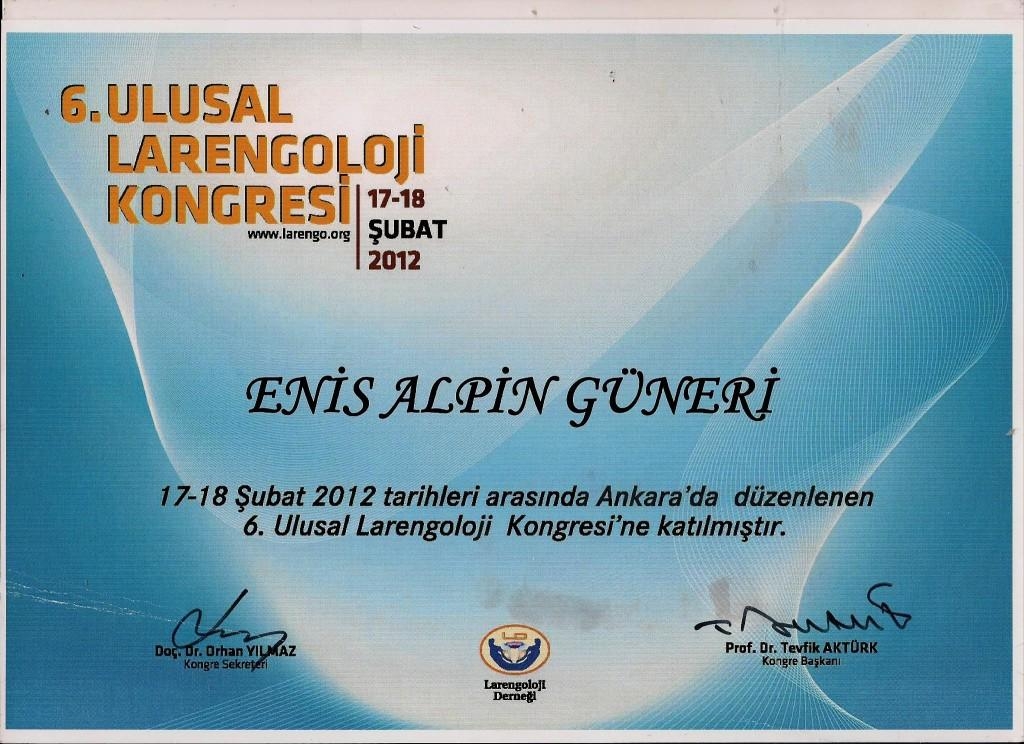 6. ULUSAL
LARENGOLOJİ
KONGRESİ
www.larengo.org
17-18
ŞUBAT
2012
ENİS ALPİN GÜNERİ
17-18 Şubat 2012 tarihleri arasında Ankara'da düzenlenen
6. Ulusal Larengoloji Kongresi'ne katılmıştır.
Doç. Dr. Orhan YILMAZ
Kongre Sekreteri
LD
Larengoloji
Derneği
Prof. Dr. Tevfik AKTÜRK
Kongre Başkanı